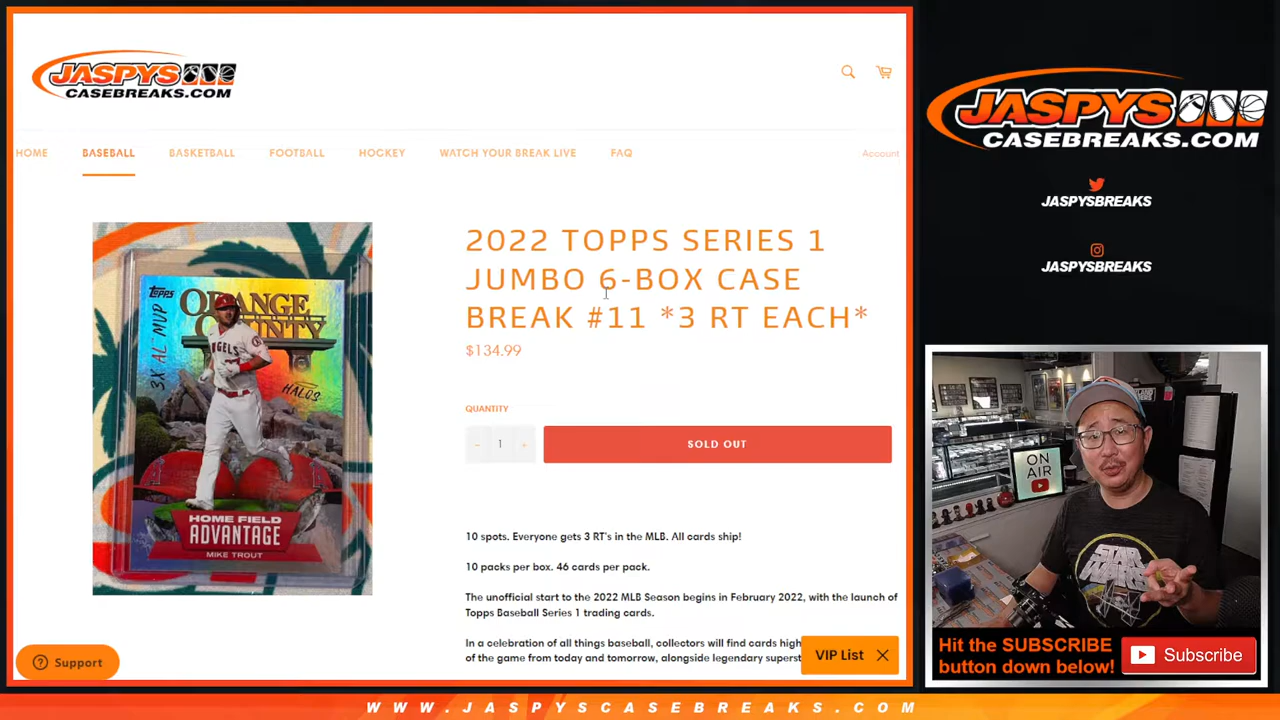 JASPYS
CASEBREAKS.COM
HOME BASEBALL BASKETBALL FOOTBALL HOCKEY WATCH YOUR BREAK LIVE FAQ Account
topps
ORANGE
COUNTY
3X AL MVP
ANGELS
HALOS
HOME FIELD
ADVANTAGE
MIKE TROUT
2022 TOPPS SERIES 1
JUMBO 6-BOX CASE
BREAK #11 *3 RT EACH*
$134.99
QUANTITY
− 1 +
SOLD OUT
10 spots. Everyone gets 3 RT's in the MLB. All cards ship!
10 packs per box. 46 cards per pack.
The unofficial start to the 2022 MLB Season begins in February 2022, with the launch of
Topps Baseball Series 1 trading cards.
In a celebration of all things baseball, collectors will find cards high
of the game from today and tomorrow, alongside legendary superst
Support
VIP List
JASPYS
CASEBREAKS.COM
JASPYSBREAKS
JASPYSBREAKS
ON
AIR
STAR
WARS
Hit the SUBSCRIBE
button down below!
Subscribe
WWW.JASPYSCASEBREAKS.COM